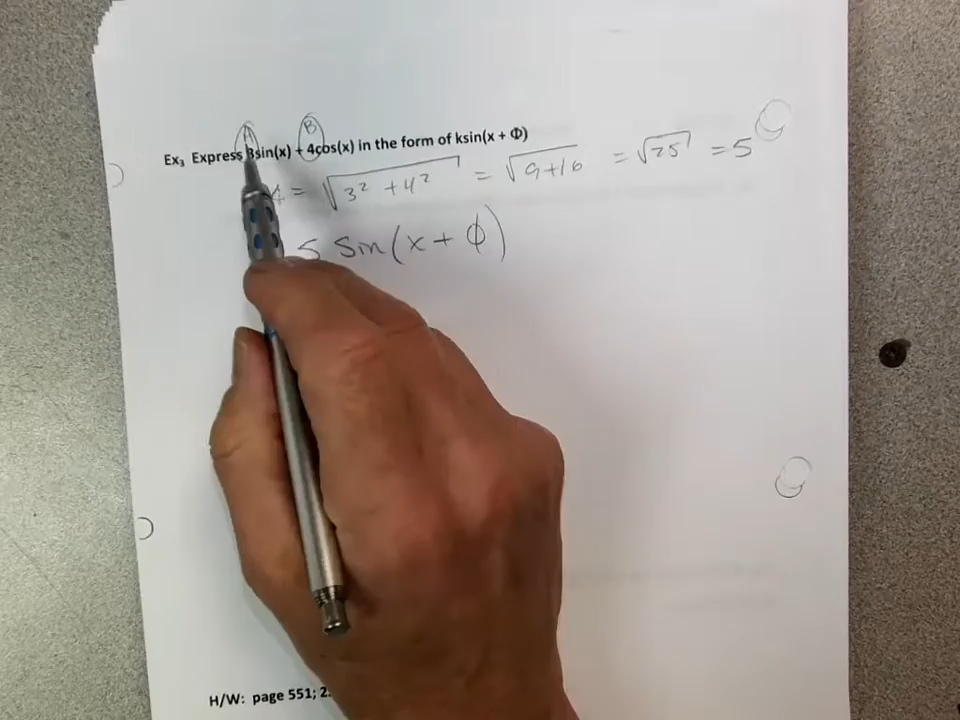 A B
Ex₃ Express 3sin(x) + 4cos(x) in the form of ksin(x + Φ)
= √3² + 4² = √9+16 = √25 = 5
5 Sin(x + ϕ)
H/W: page 551; 2